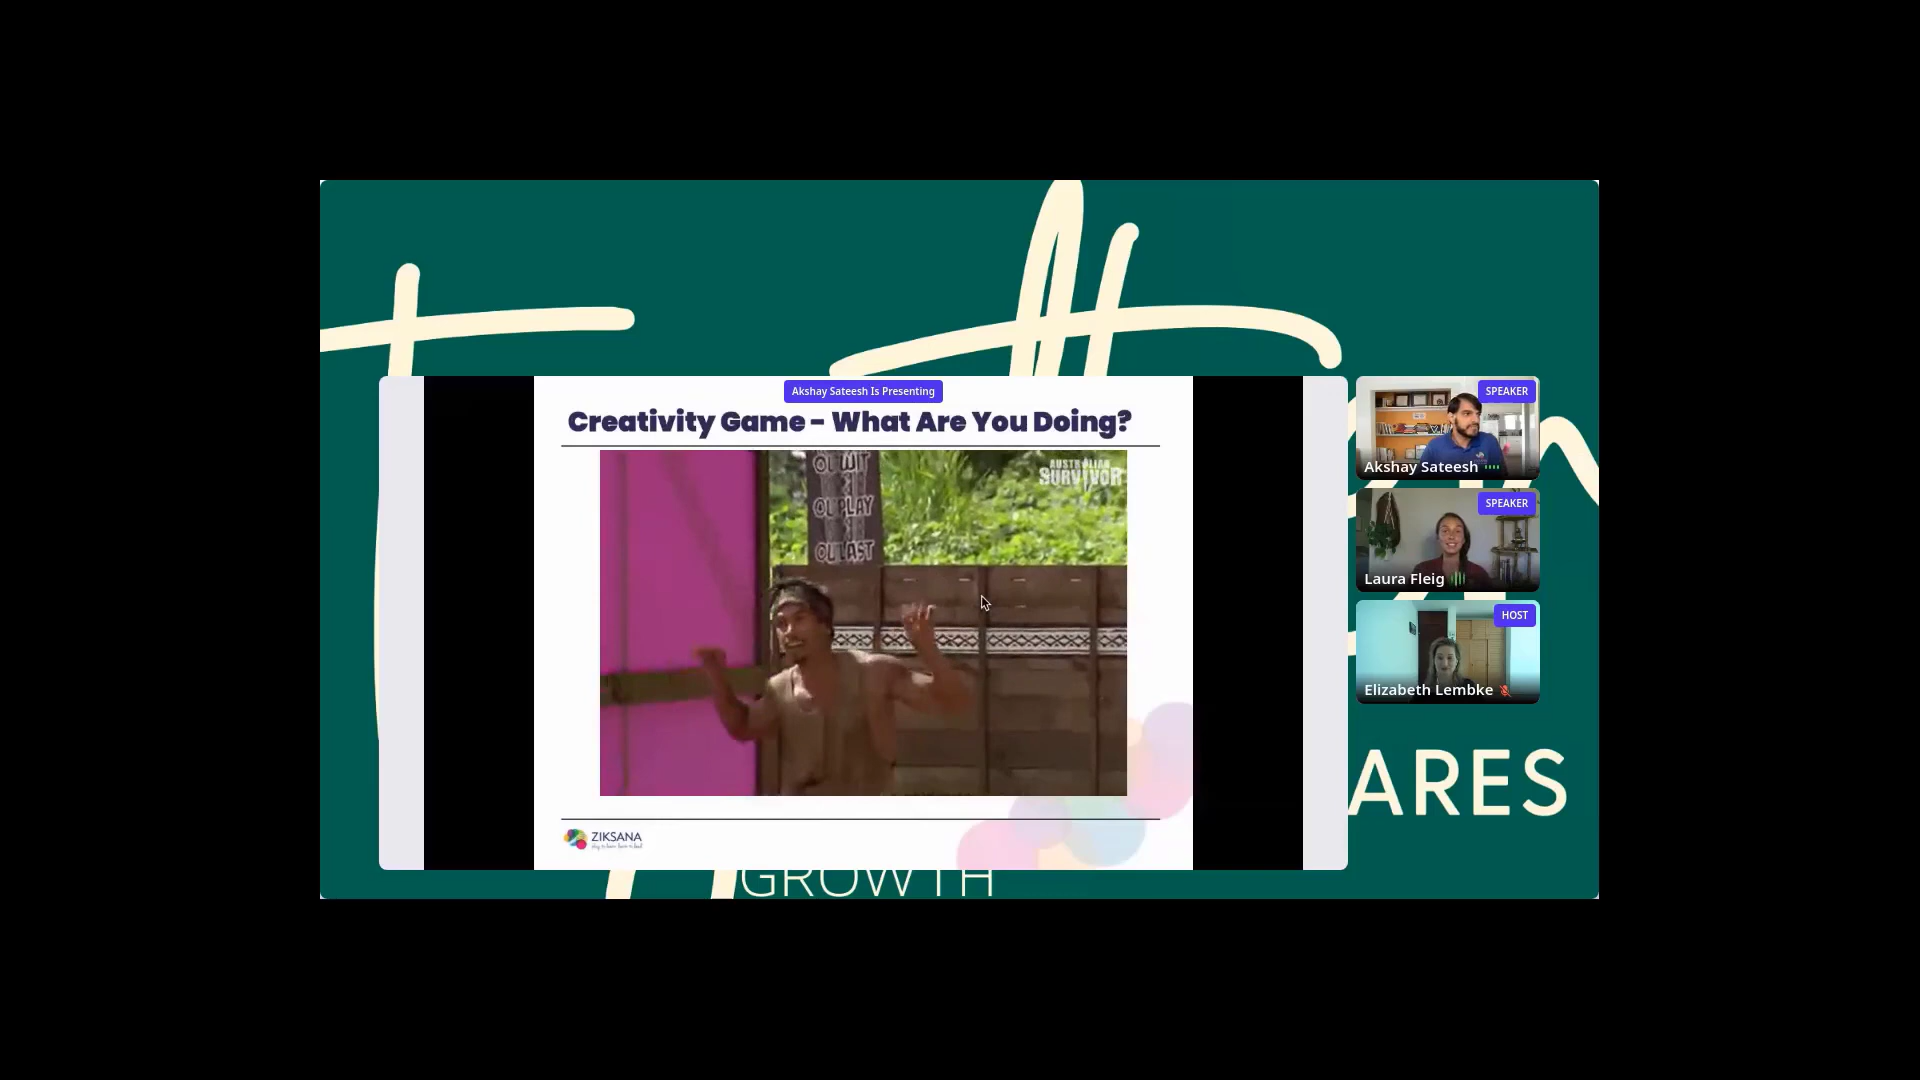 Akshay Sateesh Is Presenting
Creativity Game - What Are You Doing?
AUSTRALIAN
SURVIVOR
OUTWIT
OUTPLAY
OUTLAST
ZIKSANA
SPEAKER
Akshay Sateesh
SPEAKER
Laura Fleig
HOST
Elizabeth Lembke
ARES
GROWTH